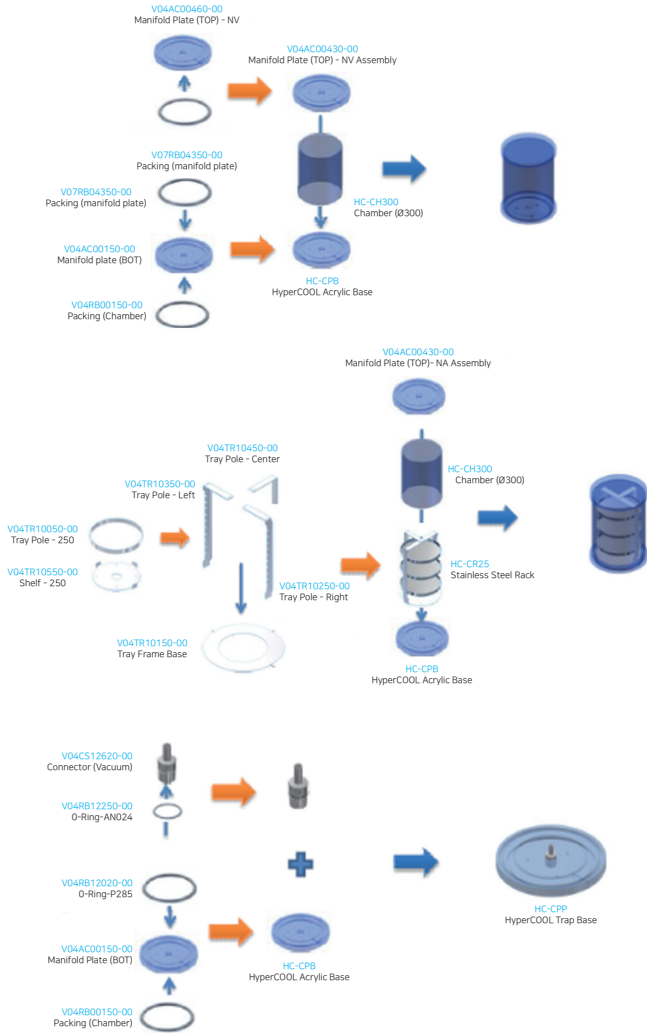 V04AC00460-00
Manifold Plate (TOP) - NV
V04AC00430-00
Manifold Plate (TOP) - NV Assembly
V07RB04350-00
Packing (manifold plate)
V07RB04350-00
Packing (manifold plate)
HC-CH300
Chamber (Ø300)
V04AC00150-00
Manifold plate (BOT)
HC-CPB
HyperCOOL Acrylic Base
V04RB00150-00
Packing (Chamber)
V04AC00430-00
Manifold Plate (TOP)- NA Assembly
V04TR10450-00
Tray Pole - Center
HC-CH300
Chamber (Ø300)
V04TR10350-00
Tray Pole - Left
V04TR10050-00
Tray Pole - 250
V04TR10550-00
Shelf - 250
HC-CR25
Stainless Steel Rack
V04TR10250-00
Tray Pole - Right
V04TR10150-00
Tray Frame Base
HC-CPB
HyperCOOL Acrylic Base
V04CS12620-00
Connector (Vacuum)
V04RB12250-00
O-Ring-AN024
V04RB12020-00
O-Ring-P285
HC-CPP
HyperCOOL Trap Base
V04AC00150-00
Manifold Plate (BOT)
HC-CPB
HyperCOOL Acrylic Base
V04RB00150-00
Packing (Chamber)